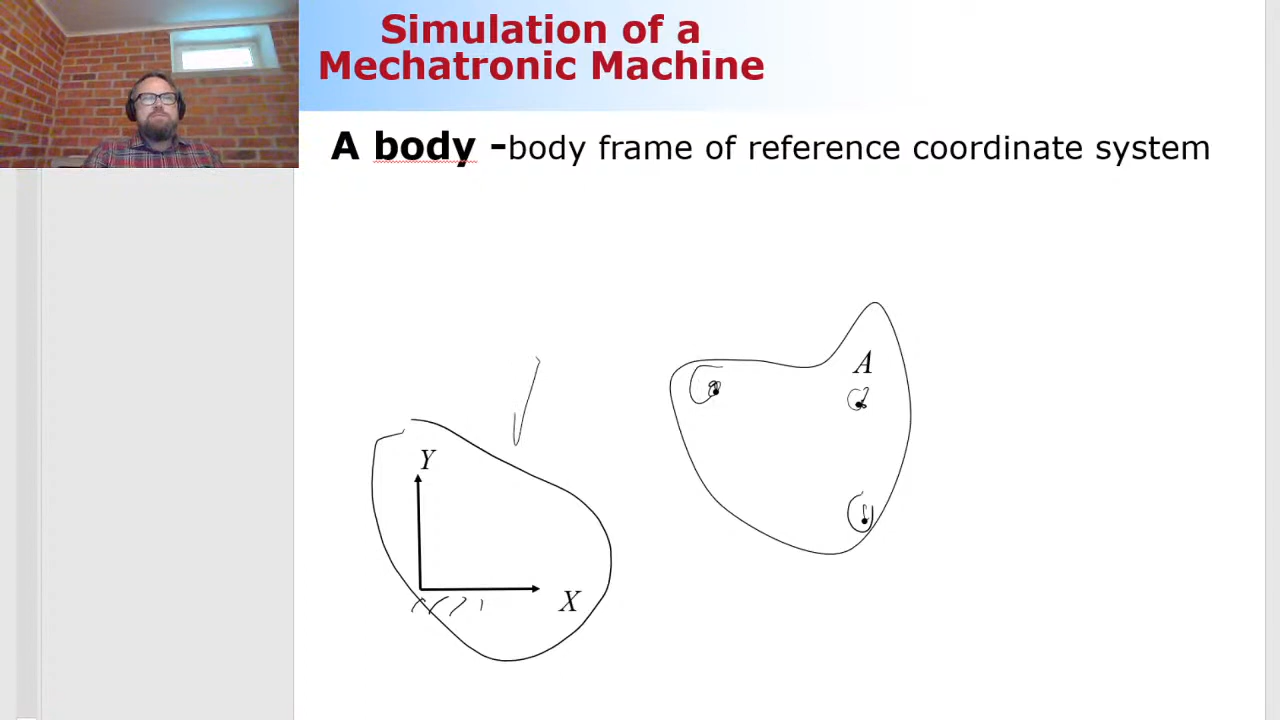 Simulation of a
Mechatronic Machine
A body -body frame of reference coordinate system
A
Y
X